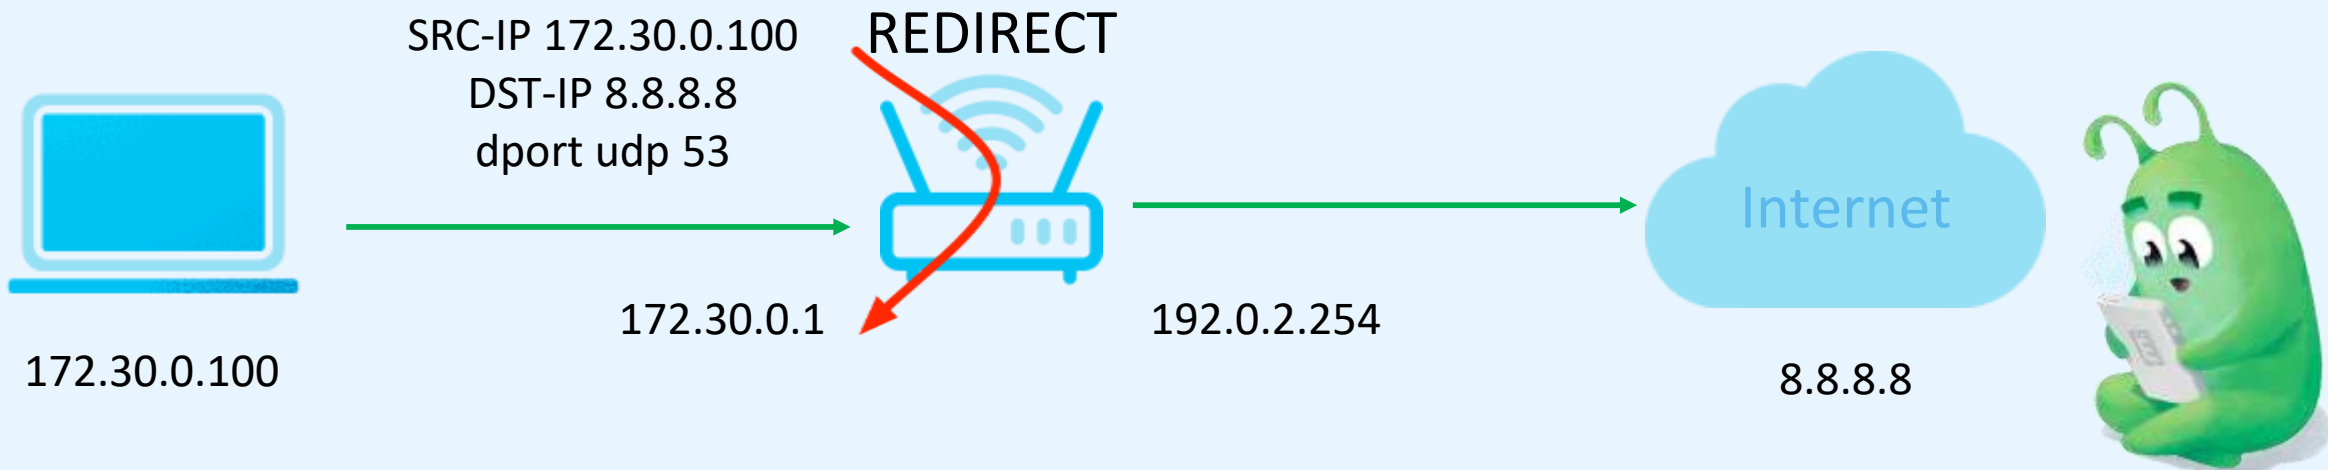 SRC-IP 172.30.0.100
DST-IP 8.8.8.8
dport udp 53
REDIRECT
Internet
172.30.0.1
192.0.2.254
172.30.0.100
8.8.8.8